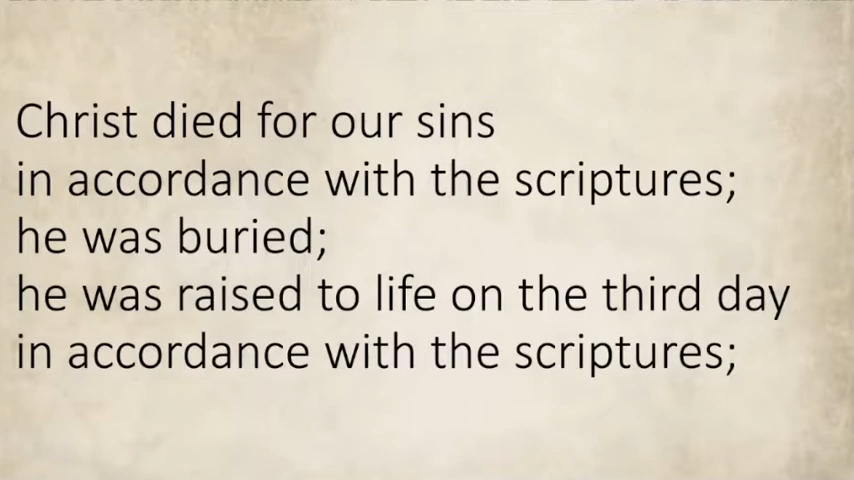 Christ died for our sins
in accordance with the scriptures;
he was buried;
he was raised to life on the third day
in accordance with the scriptures;